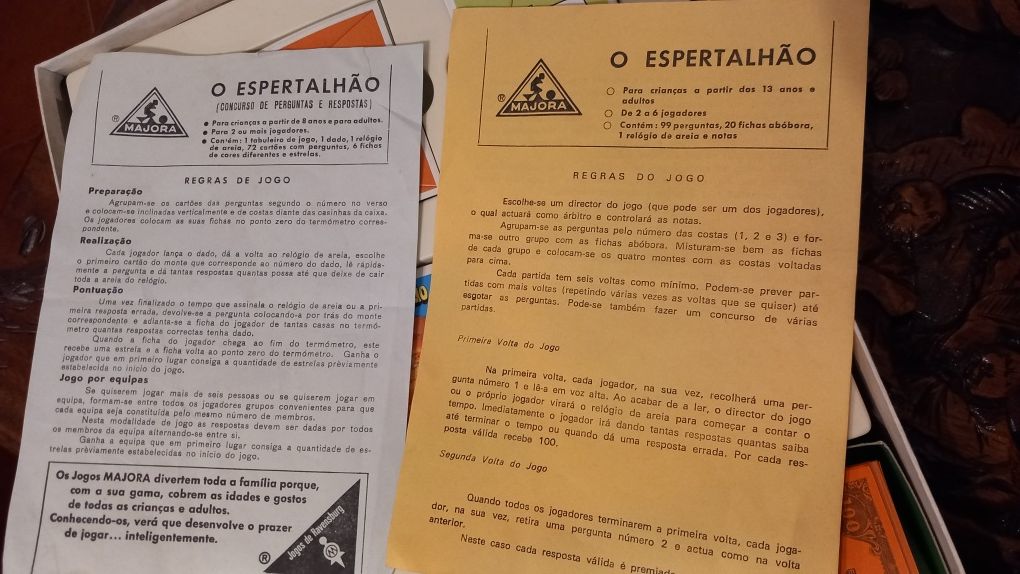 O ESPERTALHÃO
(CONCURSO DE PERGUNTAS E RESPOSTAS)
® MAJORA
● Para crianças a partir de 8 anos e para adultos.
● Para 2 ou mais jogadores.
● Contém: 1 tabuleiro de jogo, 1 dado, 1 relógio
de areia, 72 cartões com perguntas, 6 fichas
de cores diferentes e estrelas.
REGRAS DE JOGO
Preparação
Agrupam-se os cartões das perguntas segundo o número no verso
e colocam-se inclinadas verticalmente e de costas diante das casinhas da caixa.
Os jogadores colocam as suas fichas no ponto zero do termómetro corres-
pondente.
Realização
Cada jogador lança o dado, dá a volta ao relógio de areia, escolhe
o primeiro cartão do monte que corresponde ao número do dado, lê rápida-
mente a pergunta e dá tantas respostas quantas possa até que deixe de cair
toda a areia do relógio.
Pontuação
Uma vez finalizado o tempo que assinala o relógio de areia ou a pri-
meira resposta errada, devolve-se a pergunta colocando-a por trás do monte
correspondente e adianta-se a ficha do jogador de tantas casas no termó-
metro quantas respostas correctas tenha dado.
Quando a ficha do jogador chega ao fim do termómetro, este
recebe uma estrela e a ficha volta ao ponto zero do termómetro. Ganha o
jogador que em primeiro lugar consiga a quantidade de estrelas prèviamente
estabelecida no início do jogo.
Jogo por equipas
Se quiserem jogar mais de seis pessoas ou se quiserem jogar em
equipa, formam-se entre todos os jogadores grupos convenientes para que
cada equipa seja constituída pelo mesmo número de membros.
Nesta modalidade de jogo as respostas devem ser dadas por todos
os membros da equipa alternando-se entre si.
Ganha a equipa que em primeiro lugar consiga a quantidade de es-
trelas prèviamente estabelecidas no início do jogo.
Os Jogos MAJORA divertem toda a família porque,
com a sua gama, cobrem as idades e gostos
de todas as crianças e adultos.
Conhecendo-os, verá que desenvolve o prazer
de jogar... inteligentemente.
®
Jogos de Ravensburg
O ESPERTALHÃO
® MAJORA
○ Para crianças a partir dos 13 anos e
adultos
○ De 2 a 6 jogadores
○ Contém: 99 perguntas, 20 fichas abóbora,
1 relógio de areia e notas
REGRAS DO JOGO
Escolhe-se um director do jogo (que pode ser um dos jogadores),
o qual actuará como árbitro e controlará as notas.
Agrupam-se as perguntas pelo número das costas (1, 2 e 3) e for-
ma-se outro grupo com as fichas abóbora. Misturam-se bem as fichas
de cada grupo e colocam-se os quatro montes com as costas voltadas
para cima.
Cada partida tem seis voltas como mínimo. Podem-se prever par-
tidas com mais voltas (repetindo várias vezes as voltas que se quiser) até
esgotar as perguntas. Pode-se também fazer um concurso de várias
partidas.
Primeira Volta do Jogo
Na primeira volta, cada jogador, na sua vez, recolherá uma per-
gunta número 1 e lê-a em voz alta. Ao acabar de a ler, o director do jogo
ou o próprio jogador virará o relógio de areia para começar a contar o
tempo. Imediatamente o jogador irá dando tantas respostas quantas saiba
até terminar o tempo ou quando dá uma resposta errada. Por cada res-
posta válida recebe 100.
Segunda Volta do Jogo
Quando todos os jogadores terminarem a primeira volta, cada joga-
dor, na sua vez, retira uma pergunta número 2 e actua como na volta
anterior.
Neste caso cada resposta válida é